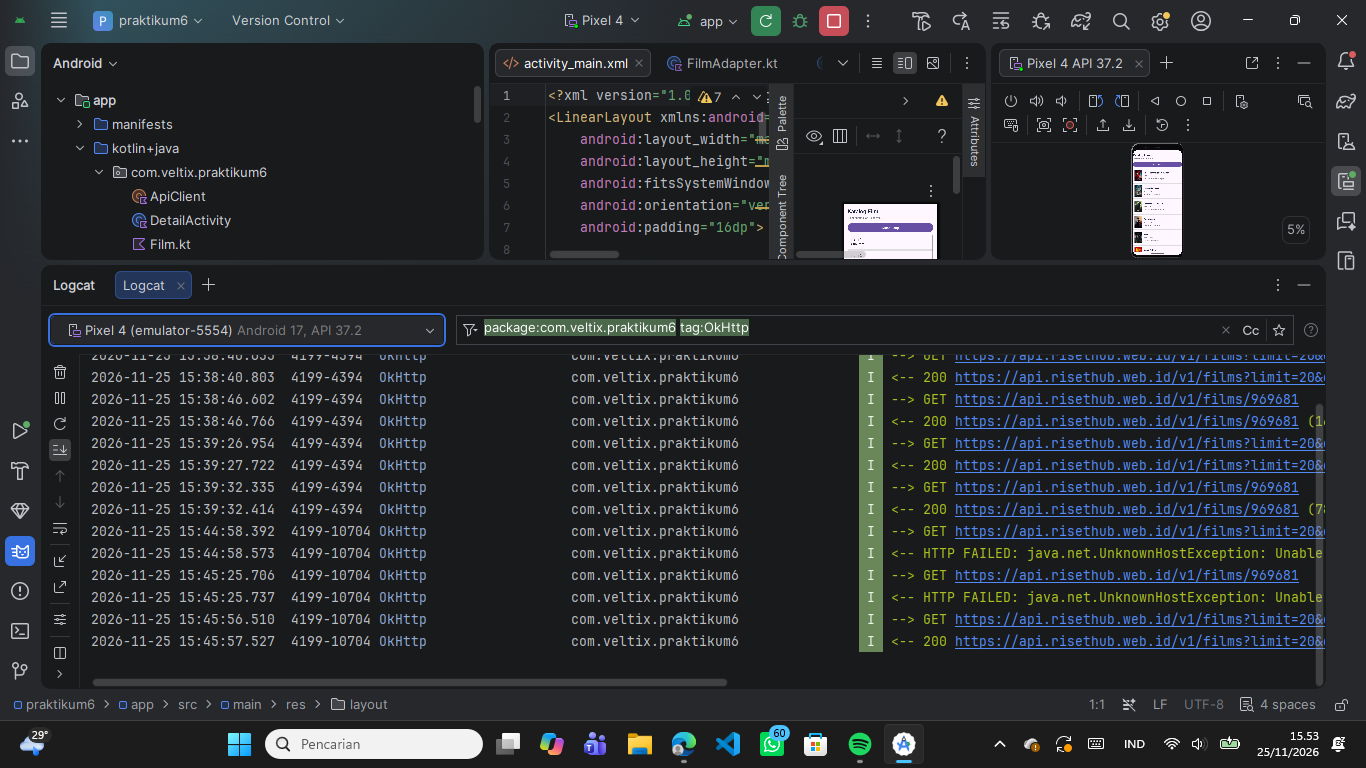 P praktikum6 Version Control Pixel 4 app
Android
app
manifests
kotlin+java
com.veltix.praktikum6
ApiClient
DetailActivity
Film.kt
activity_main.xml FilmAdapter.kt
1 <?xml version="1.0 7
2 <LinearLayout xmlns:android=
3 android:layout_width="ma
4 android:layout_height="m
5 android:fitsSystemWindow
6 android:orientation="ver
7 android:padding="16dp">
8
Palette
Component Tree
Attributes
Katalog Film
Pixel 4 API 37.2
5%
Logcat Logcat
Pixel 4 (emulator-5554) Android 17, API 37.2 package:com.veltix.praktikum6 tag:OkHttp Cc
2026-11-25 15:38:40.803 4199-4394 OkHttp com.veltix.praktikum6 I <-- 200 https://api.risethub.web.id/v1/films?limit=20&
2026-11-25 15:38:46.602 4199-4394 OkHttp com.veltix.praktikum6 I --> GET https://api.risethub.web.id/v1/films/969681
2026-11-25 15:38:46.766 4199-4394 OkHttp com.veltix.praktikum6 I <-- 200 https://api.risethub.web.id/v1/films/969681
2026-11-25 15:39:26.954 4199-4394 OkHttp com.veltix.praktikum6 I --> GET https://api.risethub.web.id/v1/films?limit=20&
2026-11-25 15:39:27.722 4199-4394 OkHttp com.veltix.praktikum6 I <-- 200 https://api.risethub.web.id/v1/films?limit=20&
2026-11-25 15:39:32.335 4199-4394 OkHttp com.veltix.praktikum6 I --> GET https://api.risethub.web.id/v1/films/969681
2026-11-25 15:39:32.414 4199-4394 OkHttp com.veltix.praktikum6 I <-- 200 https://api.risethub.web.id/v1/films/969681 (78
2026-11-25 15:44:58.392 4199-10704 OkHttp com.veltix.praktikum6 I --> GET https://api.risethub.web.id/v1/films?limit=20&
2026-11-25 15:44:58.573 4199-10704 OkHttp com.veltix.praktikum6 I <-- HTTP FAILED: java.net.UnknownHostException: Unable
2026-11-25 15:45:25.706 4199-10704 OkHttp com.veltix.praktikum6 I --> GET https://api.risethub.web.id/v1/films/969681
2026-11-25 15:45:25.737 4199-10704 OkHttp com.veltix.praktikum6 I <-- HTTP FAILED: java.net.UnknownHostException: Unable
2026-11-25 15:45:56.510 4199-10704 OkHttp com.veltix.praktikum6 I --> GET https://api.risethub.web.id/v1/films?limit=20&
2026-11-25 15:45:57.527 4199-10704 OkHttp com.veltix.praktikum6 I <-- 200 https://api.risethub.web.id/v1/films?limit=20&
praktikum6 > app > src > main > res > layout 1:1 LF UTF-8 4 spaces
29° Pencarian 60 IND 15.53
25/11/2026